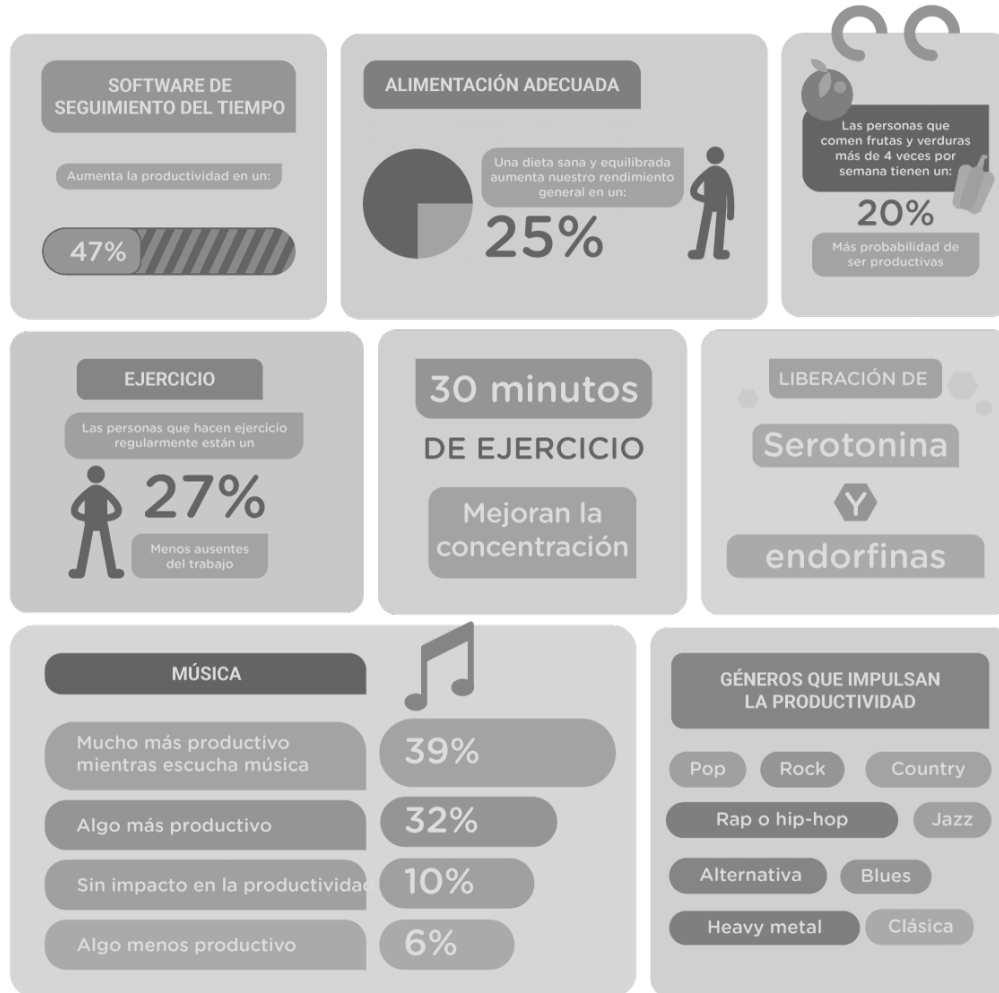 SOFTWARE DE
SEGUIMIENTO DEL TIEMPO
Aumenta la productividad en un:
47%
ALIMENTACIÓN ADECUADA
Una dieta sana y equilibrada
aumenta nuestro rendimiento
general en un:
25%
Las personas que
comen frutas y verduras
más de 4 veces por
semana tienen un:
20%
Más probabilidad de
ser productivas
EJERCICIO
Las personas que hacen ejercicio
regularmente están un
27%
Menos ausentes
del trabajo
30 minutos
DE EJERCICIO
Mejoran la
concentración
LIBERACIÓN DE
Serotonina
Y
endorfinas
MÚSICA
Mucho más productivo
mientras escucha música
39%
Algo más productivo
32%
Sin impacto en la productividad
10%
Algo menos productivo
6%
GÉNEROS QUE IMPULSAN
LA PRODUCTIVIDAD
Pop Rock Country
Rap o hip-hop Jazz
Alternativa Blues
Heavy metal Clásica